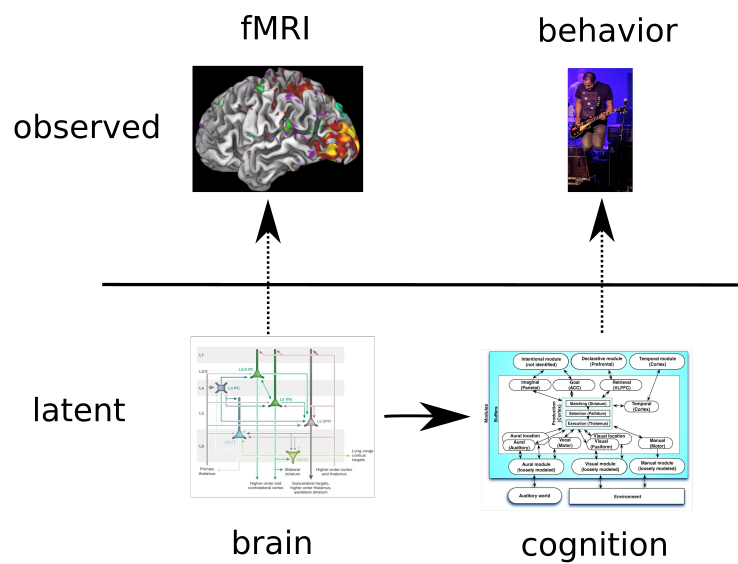 fMRI
behavior
observed
latent
L1
L2/3
L2/3 PC
L4
L4 PC
L5
L5 ITN
L5 SPN
L6
Primary
thalamus
Higher-order and
contralateral cortex
Bilateral
striatum
Subcerebral targets,
higher order thalamus,
ipsilateral striatum
Higher-order cortex
and thalamus
Long-range
cortical
targets
Intentional module
(not identified)
Declarative module
(Prefrontal)
Temporal module
(Cortex)
Modules
Buffers
Imaginal
(Parietal)
Goal
(ACC)
Retrieval
(VLPFC)
Production
(Cortex)
Matching (Striatum)
Selection (Pallidum)
Execution (Thalamus)
Temporal
(Cortex)
Aural location
Aural
(Auditory)
Vocal
(Motor)
Visual location
Visual
(Fusiform)
Manual
(Motor)
Aural module
(loosely modeled)
Visual module
(loosely modeled)
Manual module
(loosely modeled)
Auditory world
Environment
brain
cognition